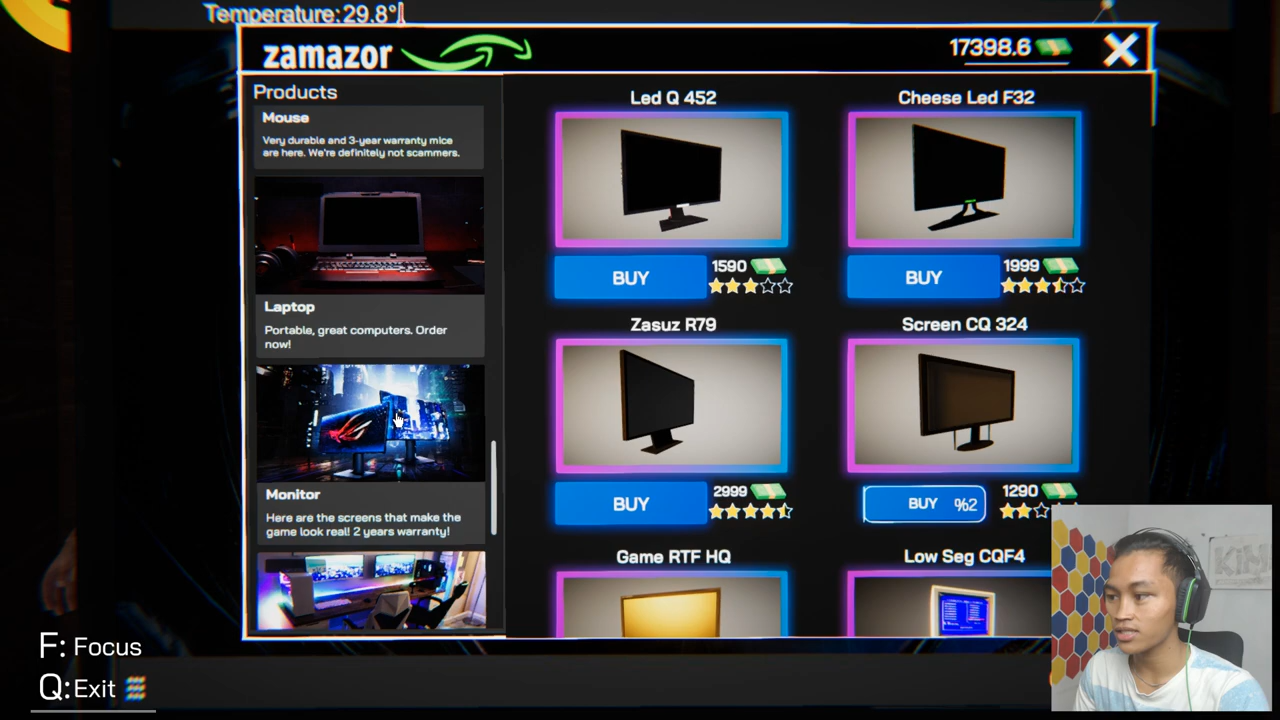 Temperature: 29.8°
zamazor
17398.6
Products
Mouse
Very durable and 3-year warranty mice
are here. We're definitely not scammers.
Laptop
Portable, great computers. Order
now!
Monitor
Here are the screens that make the
game look real! 2 years warranty!
Led Q 452
BUY
1590
Cheese Led F32
BUY
1999
Zasuz R79
BUY
2999
Screen CQ 324
BUY %2
1290
Game RTF HQ
Low Seg CQF4
F: Focus
Q:Exit